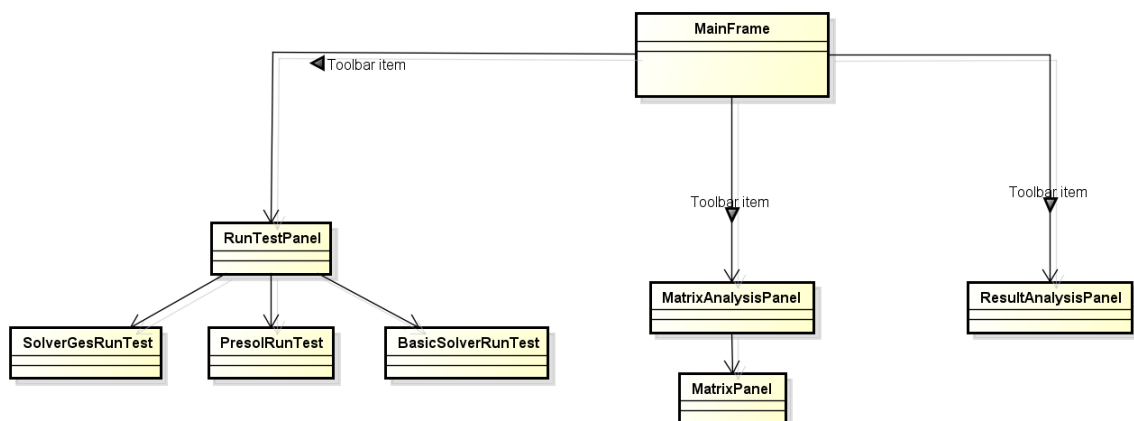 MainFrame
Toolbar item
Toolbar item
Toolbar item
RunTestPanel
MatrixAnalysisPanel
ResultAnalysisPanel
SolverGesRunTest
PresolRunTest
BasicSolverRunTest
MatrixPanel